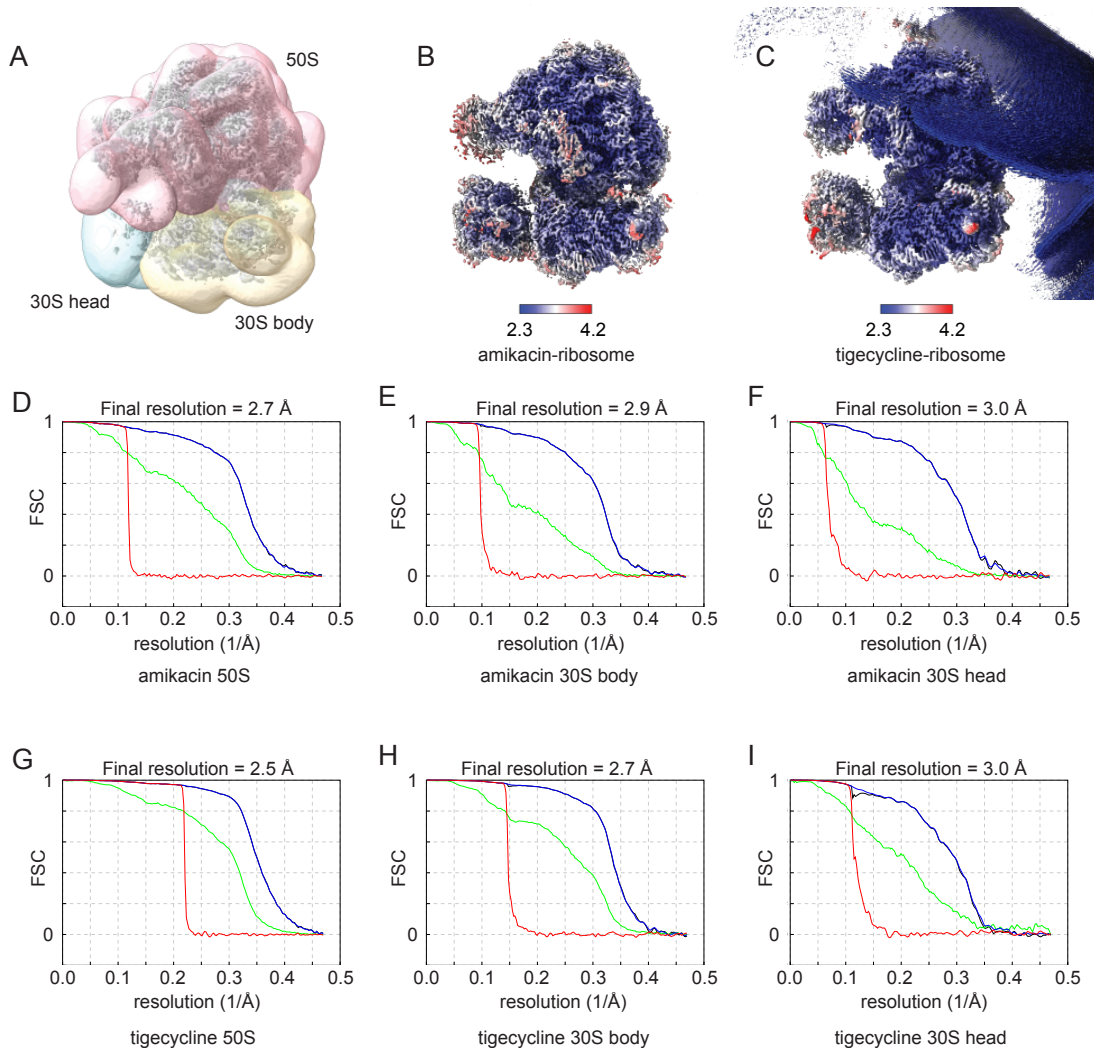 A
50S
30S head
30S body
B
2.3 4.2
amikacin-ribosome
C
2.3 4.2
tigecycline-ribosome
D
Final resolution = 2.7 Å
1
FSC
0
0.0 0.1 0.2 0.3 0.4 0.5
resolution (1/Å)
amikacin 50S
E
Final resolution = 2.9 Å
1
FSC
0
0.0 0.1 0.2 0.3 0.4 0.5
resolution (1/Å)
amikacin 30S body
F
Final resolution = 3.0 Å
1
FSC
0
0.0 0.1 0.2 0.3 0.4 0.5
resolution (1/Å)
amikacin 30S head
G
Final resolution = 2.5 Å
1
FSC
0
0.0 0.1 0.2 0.3 0.4 0.5
resolution (1/Å)
tigecycline 50S
H
Final resolution = 2.7 Å
1
FSC
0
0.0 0.1 0.2 0.3 0.4 0.5
resolution (1/Å)
tigecycline 30S body
I
Final resolution = 3.0 Å
1
FSC
0
0.0 0.1 0.2 0.3 0.4 0.5
resolution (1/Å)
tigecycline 30S head